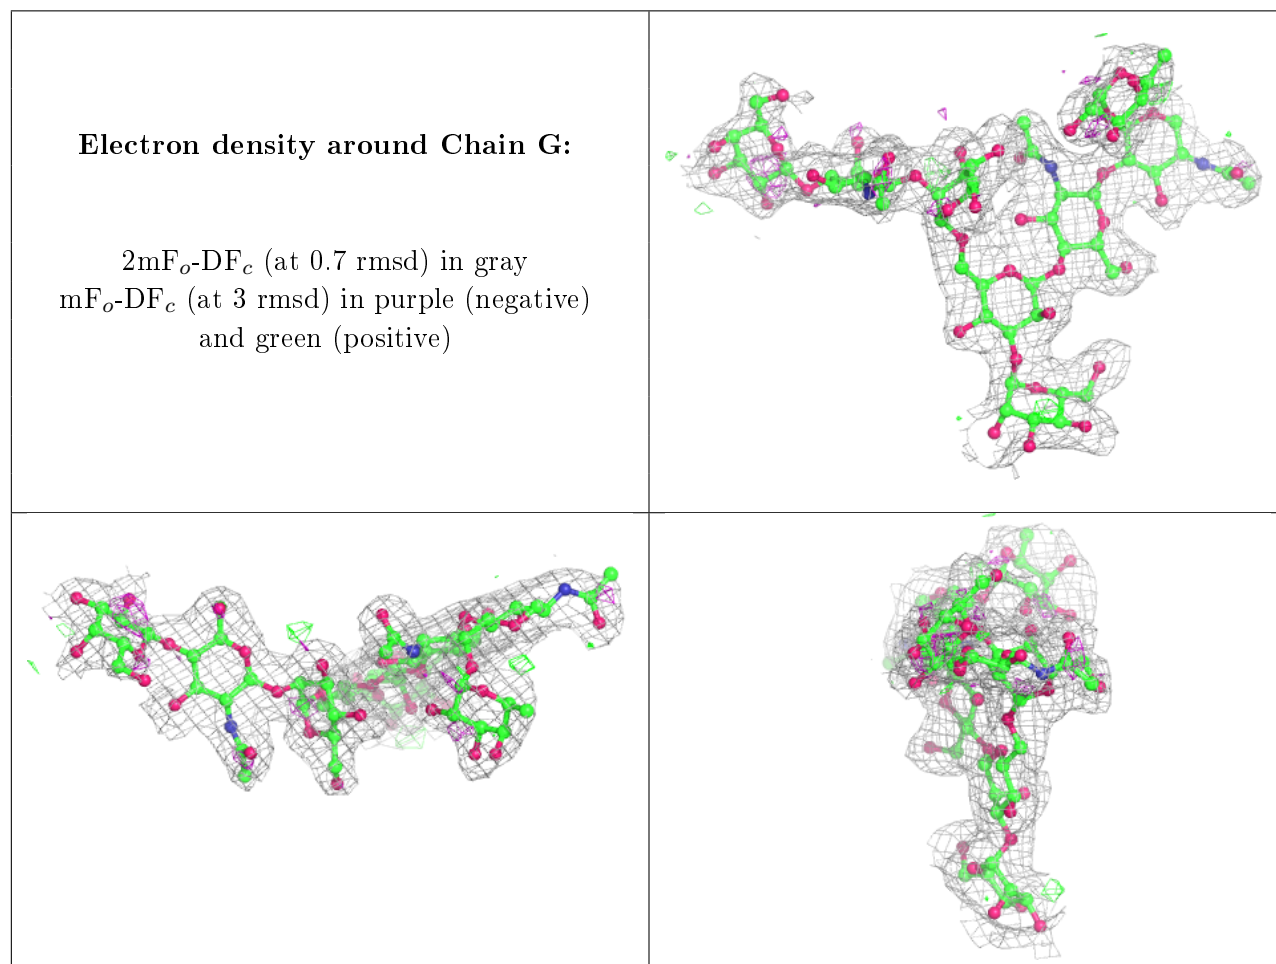 Electron density around Chain G:
2mFₒ-DF𝒸 (at 0.7 rmsd) in gray
mFₒ-DF𝒸 (at 3 rmsd) in purple (negative)
and green (positive)